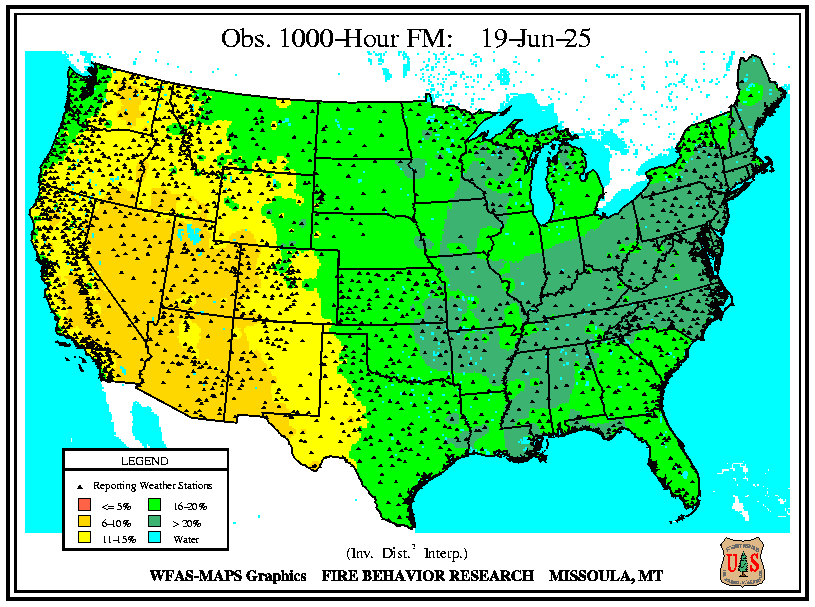 Obs. 1000-Hour FM: 19-Jun-25
LEGEND
Reporting Weather Stations
<= 5% 16-20%
6-10% > 20%
11-15% Water
(Inv. Dist.² Interp.)
WFAS-MAPS Graphics FIRE BEHAVIOR RESEARCH MISSOULA, MT
U S